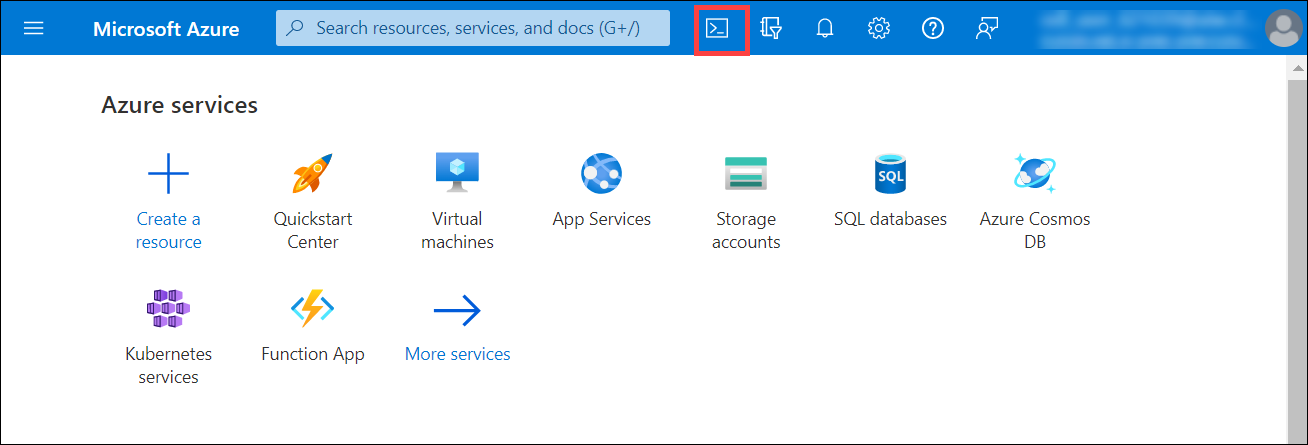 Microsoft Azure
Search resources, services, and docs (G+/)
Azure services
Create a
resource
Quickstart
Center
Virtual
machines
App Services
Storage
accounts
SQL
SQL databases
Azure Cosmos
DB
Kubernetes
services
Function App
More services